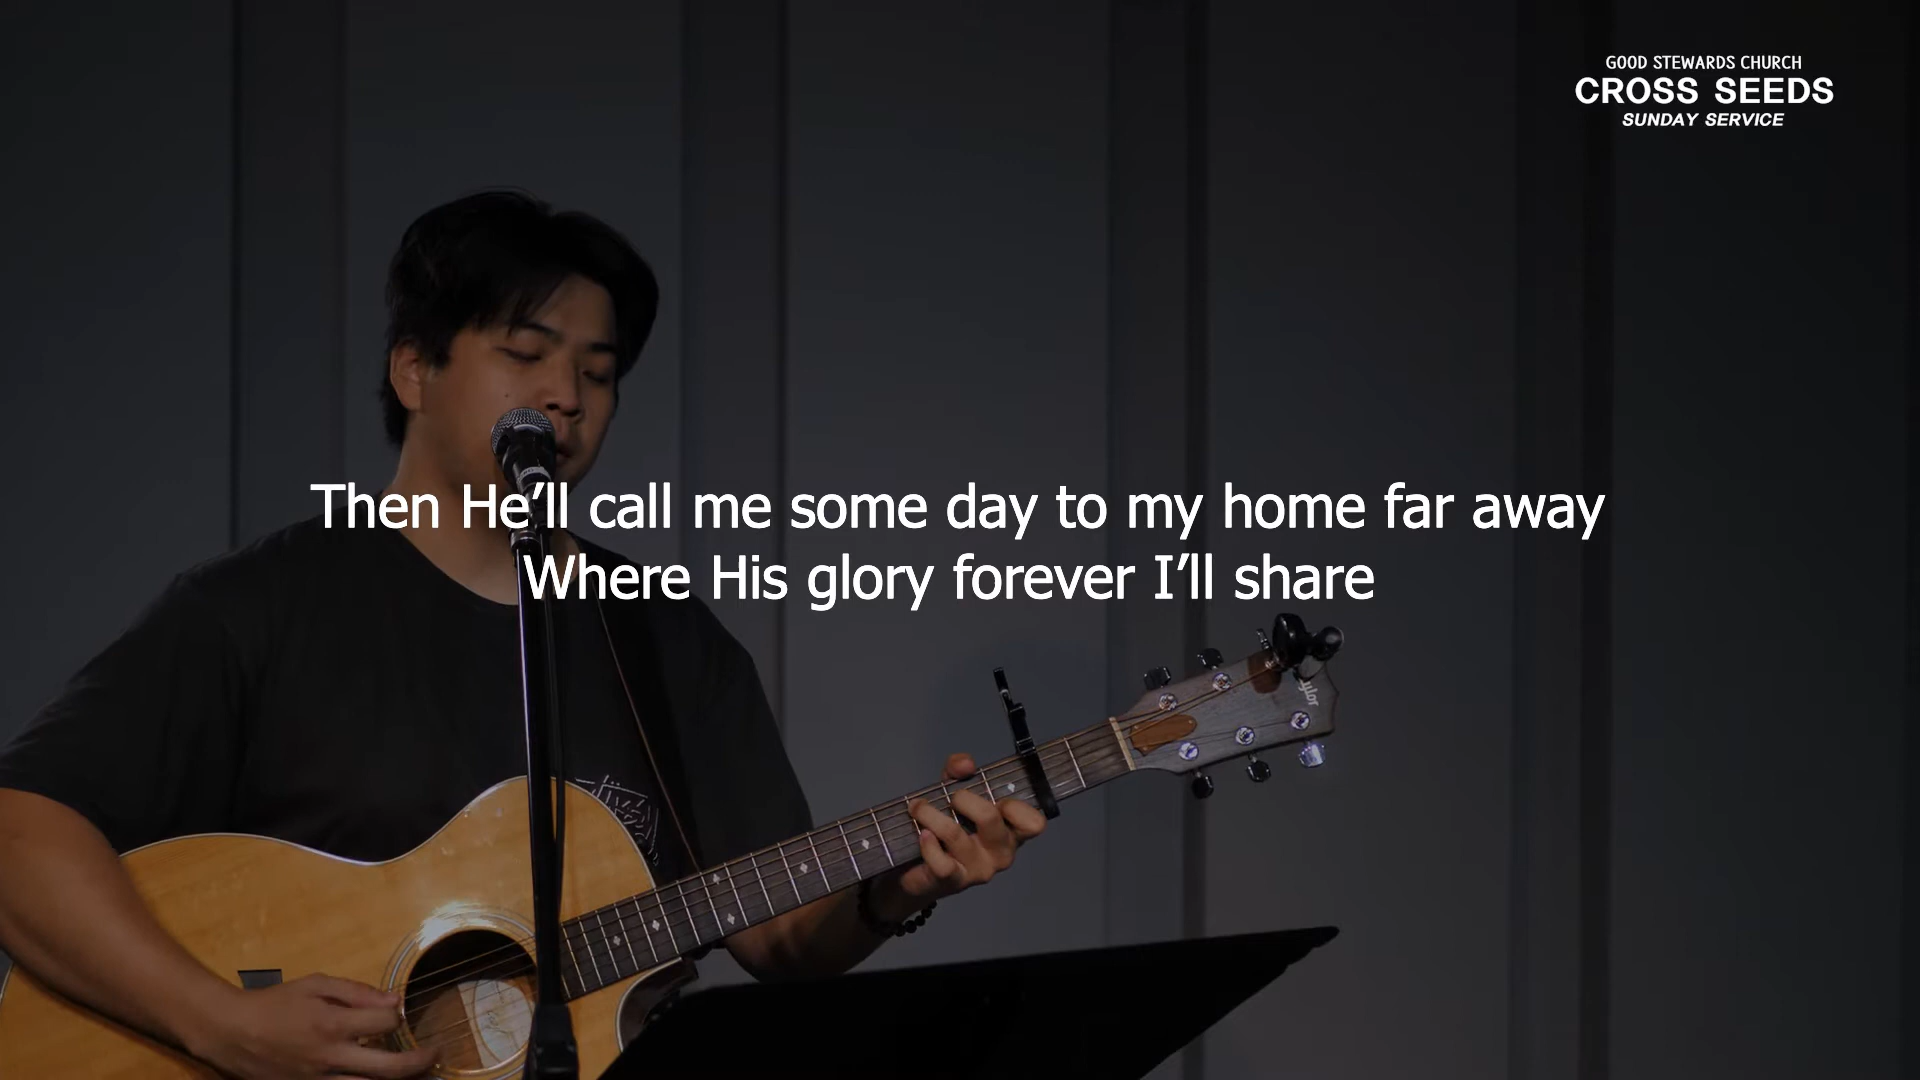 GOOD STEWARDS CHURCH
CROSS SEEDS
SUNDAY SERVICE
Then He’ll call me some day to my home far away
Where His glory forever I’ll share